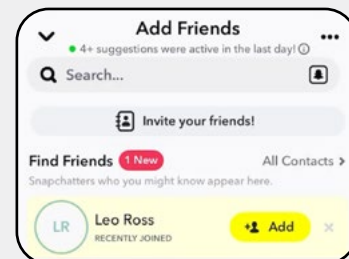 Add Friends
4+ suggestions were active in the last day!
Search...
Invite your friends!
Find Friends 1 New All Contacts >
Snapchatters who you might know appear here.
LR Leo Ross
RECENTLY JOINED
Add